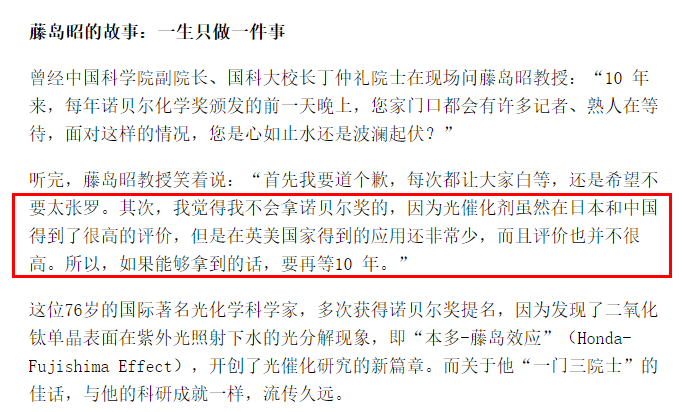 藤岛昭的故事：一生只做一件事
曾经中国科学院副院长、国科大校长丁仲礼院士在现场问藤岛昭教授：“10 年
来，每年诺贝尔化学奖颁发的前一天晚上，您家门口都会有许多记者、熟人在等
待，面对这样的情况，您是心如止水还是波澜起伏？”
听完，藤岛昭教授笑着说：“首先我要道个歉，每次都让大家白等，还是希望不
要太张罗。其次，我觉得我不会拿诺贝尔奖的，因为光催化剂虽然在日本和中国
得到了很高的评价，但是在英美国家得到的应用还非常少，而且评价也并不很
高。所以，如果能够拿到的话，要再等10 年。”
这位76岁的国际著名光化学科学家，多次获得诺贝尔奖提名，因为发现了二氧化
钛单晶表面在紫外光照射下水的光分解现象，即“本多-藤岛效应”（Honda-
Fujishima Effect），开创了光催化研究的新篇章。而关于他“一门三院士”的
佳话，与他的科研成就一样，流传久远。